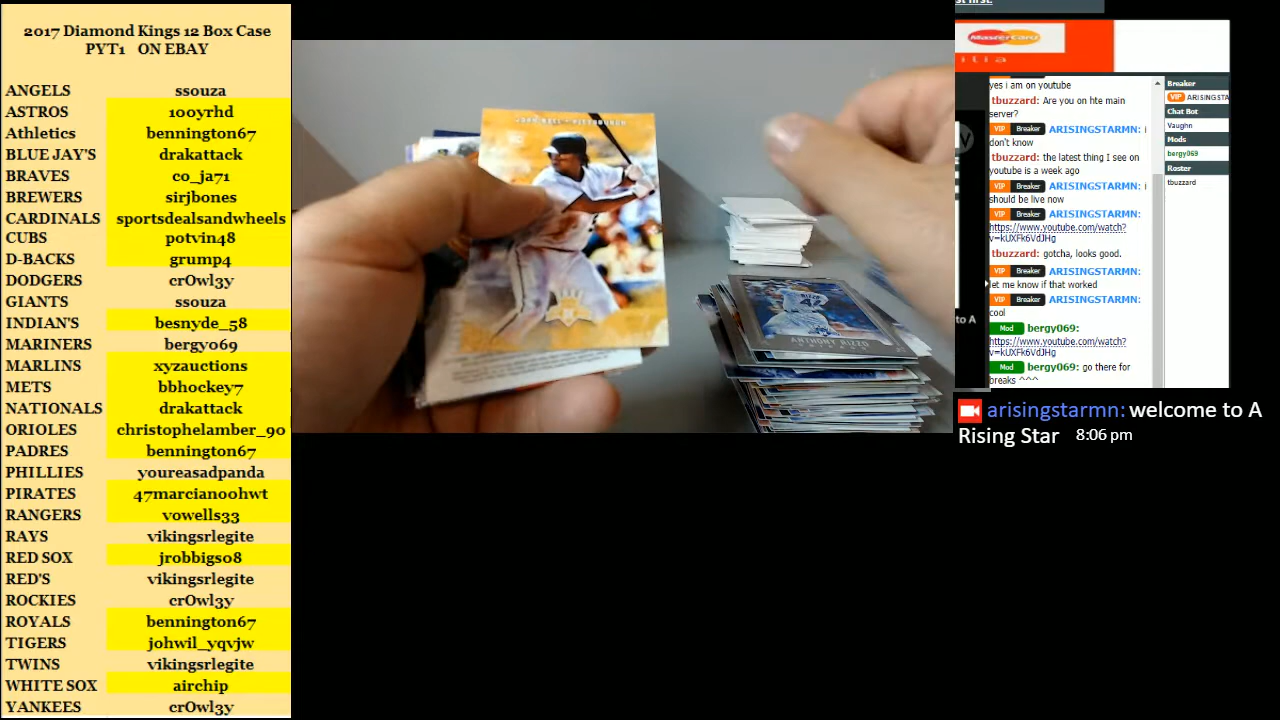 2017 Diamond Kings 12 Box Case
PYT1 ON EBAY
ANGELS ssouza
ASTROS 100yrhd
Athletics bennington67
BLUE JAY'S drakattack
BRAVES co_ja71
BREWERS sirjbones
CARDINALS sportsdealsandwheels
CUBS potvin48
D-BACKS grump4
DODGERS cr0wl3y
GIANTS ssouza
INDIAN'S besnyde_58
MARINERS bergy069
MARLINS xyzauctions
METS bbhockey7
NATIONALS drakattack
ORIOLES christophelamber_90
PADRES bennington67
PHILLIES youreasadpanda
PIRATES 47marcianoohwt
RANGERS vowells33
RAYS vikingsrlegite
RED SOX jrobbigs08
RED'S vikingsrlegite
ROCKIES cr0wl3y
ROYALS bennington67
TIGERS johwil_yqvjw
TWINS vikingsrlegite
WHITE SOX airchip
YANKEES cr0wl3y
PITTSBURGH
RIZZO
ANTHONY RIZZO
st first.
MasterCard
yes i am on youtube
tbuzzard: Are you on hte main
server?
VIP Breaker ARISINGSTARMN: i
don't know
tbuzzard: the latest thing I see on
youtube is a week ago
VIP Breaker ARISINGSTARMN: i
should be live now
VIP Breaker ARISINGSTARMN:
https://www.youtube.com/watch?
v=kUXFk6VdJHg
tbuzzard: gotcha, looks good.
VIP Breaker ARISINGSTARMN:
let me know if that worked
VIP Breaker ARISINGSTARMN:
cool
Mod bergy069:
https://www.youtube.com/watch?
v=kUXFk6VdJHg
Mod bergy069: go there for
breaks ^^^
Breaker
VIP ARISINGSTA
Chat Bot
Vaughn
Mods
bergy069
Roster
tbuzzard
to A
arisingstarmn: welcome to A
Rising Star 8:06 pm